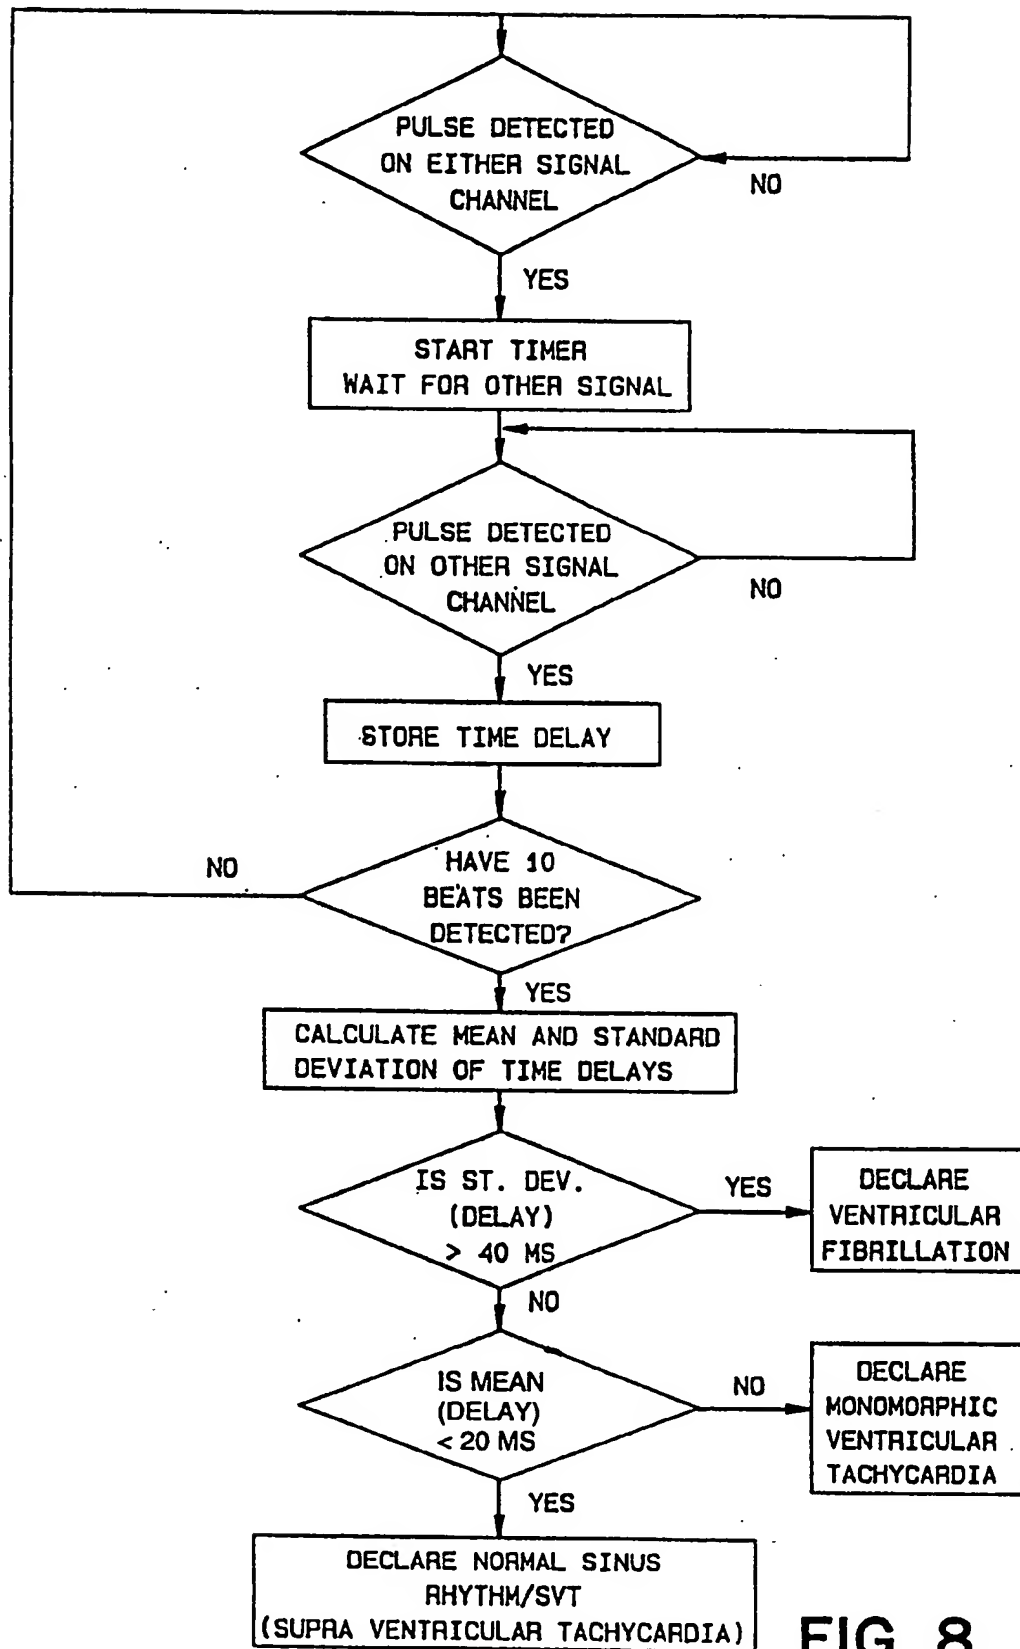 PULSE DETECTED
ON EITHER SIGNAL
CHANNEL
NO
YES
START TIMER
WAIT FOR OTHER SIGNAL
PULSE DETECTED
ON OTHER SIGNAL
CHANNEL
NO
YES
STORE TIME DELAY
NO
HAVE 10
BEATS BEEN
DETECTED?
YES
CALCULATE MEAN AND STANDARD
DEVIATION OF TIME DELAYS
IS ST. DEV.
(DELAY)
> 40 MS
YES
DECLARE
VENTRICULAR
FIBRILLATION
NO
IS MEAN
(DELAY)
< 20 MS
NO
DECLARE
MONOMORPHIC
VENTRICULAR
TACHYCARDIA
YES
DECLARE NORMAL SINUS
RHYTHM/SVT
(SUPRA VENTRICULAR TACHYCARDIA)
FIG. 8